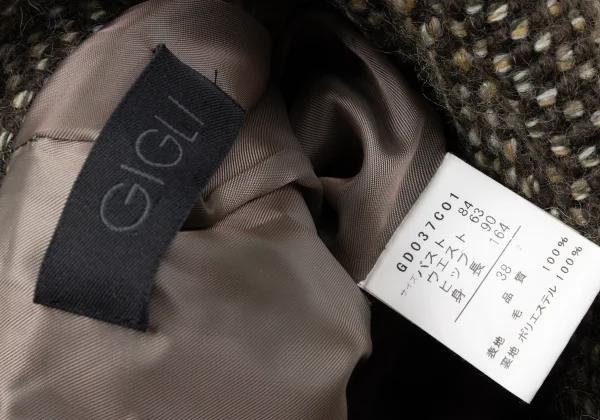 GIGLI
GD037C01
サイズ バスト 84
ウエスト 63
ヒップ 90
身長 164
38
品質
表地 毛 100%
裏地 ポリエステル 100%